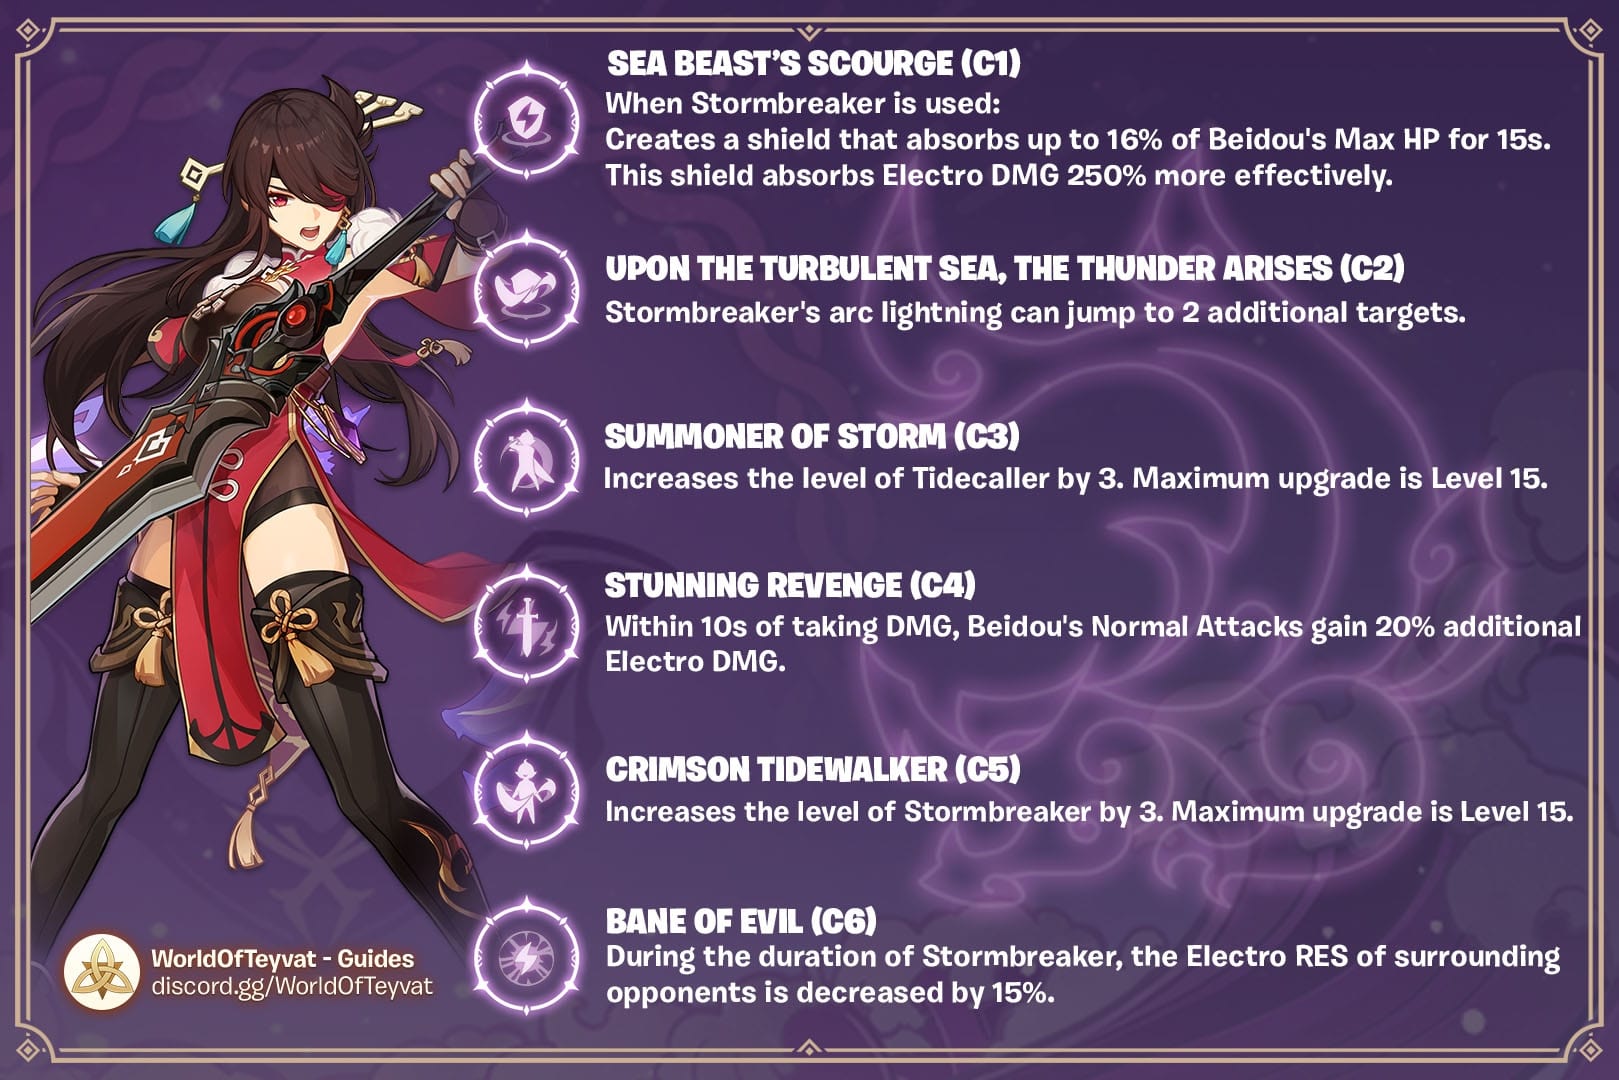 SEA BEAST'S SCOURGE (C1)
When Stormbreaker is used:
Creates a shield that absorbs up to 16% of Beidou's Max HP for 15s.
This shield absorbs Electro DMG 250% more effectively.
UPON THE TURBULENT SEA, THE THUNDER ARISES (C2)
Stormbreaker's arc lightning can jump to 2 additional targets.
SUMMONER OF STORM (C3)
Increases the level of Tidecaller by 3. Maximum upgrade is Level 15.
STUNNING REVENGE (C4)
Within 10s of taking DMG, Beidou's Normal Attacks gain 20% additional
Electro DMG.
CRIMSON TIDEWALKER (C5)
Increases the level of Stormbreaker by 3. Maximum upgrade is Level 15.
BANE OF EVIL (C6)
During the duration of Stormbreaker, the Electro RES of surrounding
opponents is decreased by 15%.
WorldOfTeyvat - Guides
discord.gg/WorldOfTeyvat